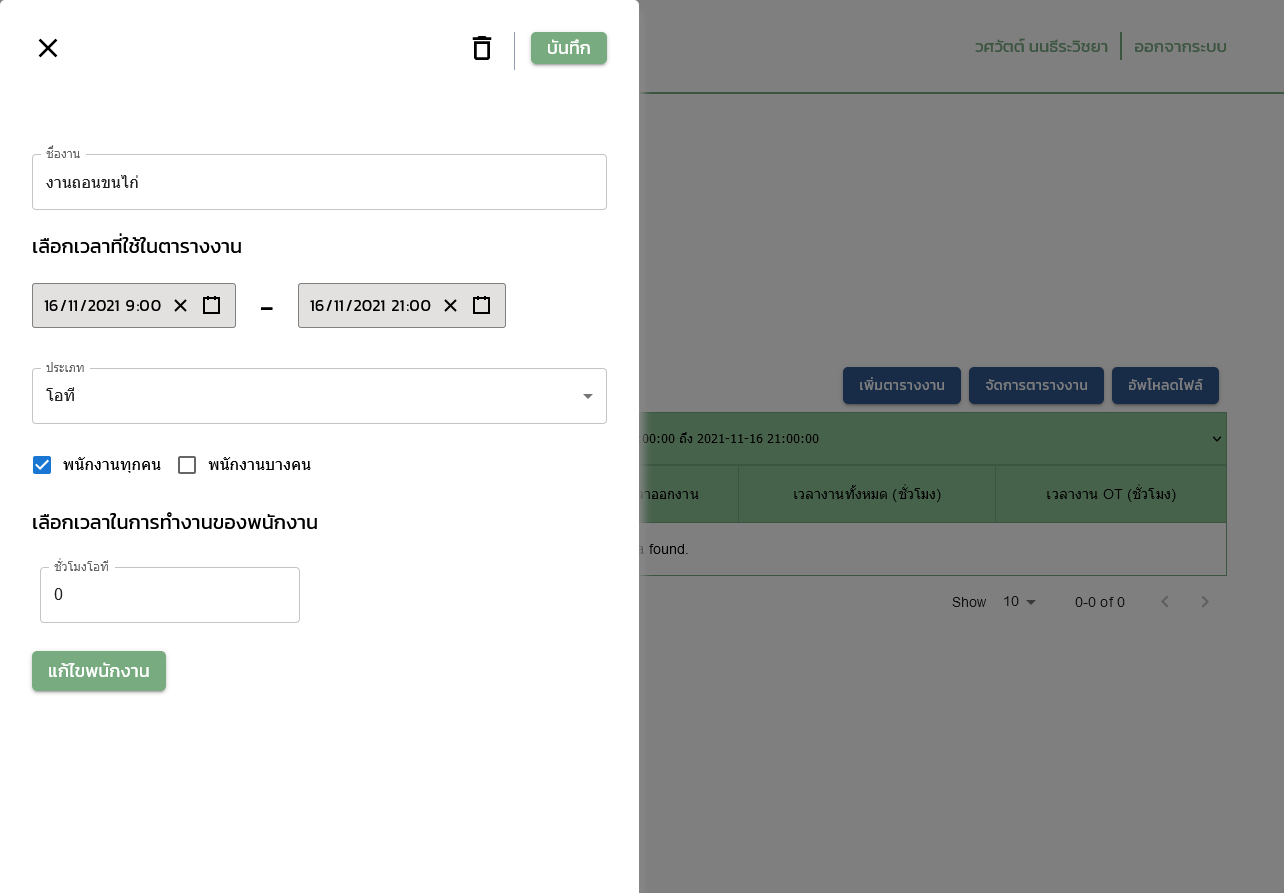 บันทึก
วศวัตต์ นนธีระวิชยา
ออกจากระบบ
ชื่องาน
งานถอนขนไก่
เลือกเวลาที่ใช้ในตารางงาน
16/11/2021 9:00
–
16/11/2021 21:00
ประเภท
โอที
พนักงานทุกคน
พนักงานบางคน
เลือกเวลาในการทำงานของพนักงาน
ชั่วโมงโอที
0
แก้ไขพนักงาน
เพิ่มตารางงาน
จัดการตารางงาน
อัพโหลดไฟล์
00:00 ถึง 2021-11-16 21:00:00
าออกงาน
เวลางานทั้งหมด (ชั่วโมง)
เวลางาน OT (ชั่วโมง)
found.
Show 10 0-0 of 0